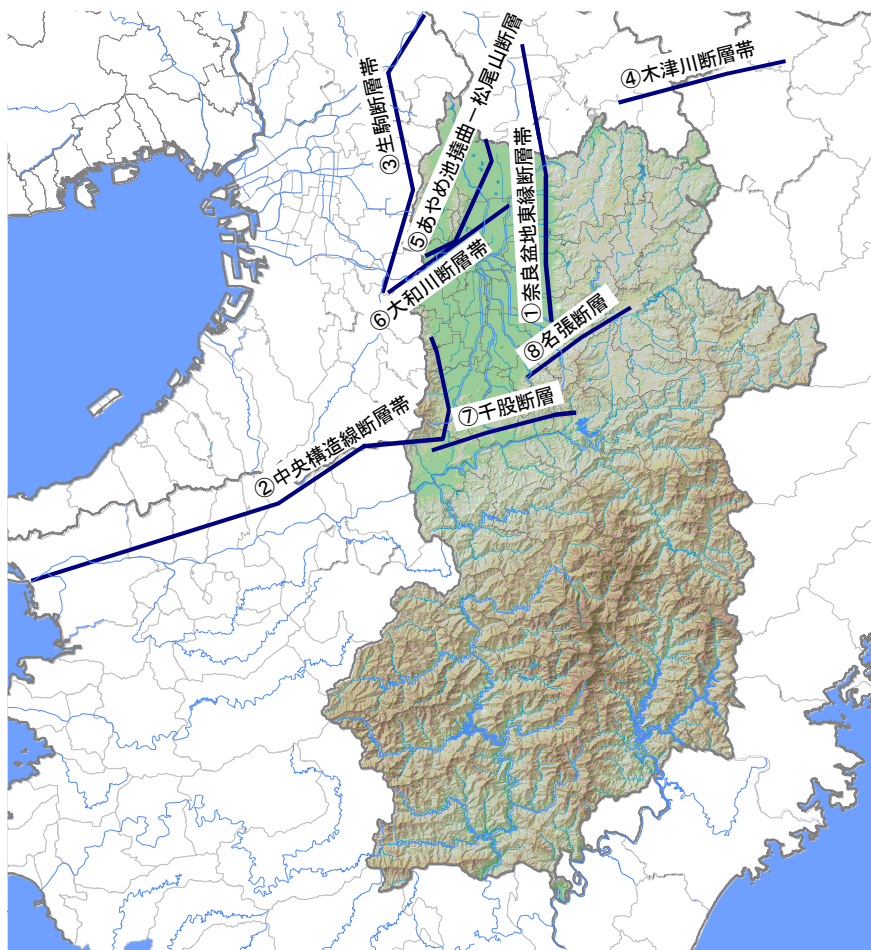 ①奈良盆地東縁断層帯
②中央構造線断層帯
③生駒断層帯
④木津川断層帯
⑤あやめ池撓曲－松尾山断層
⑥大和川断層帯
⑦千股断層
⑧名張断層